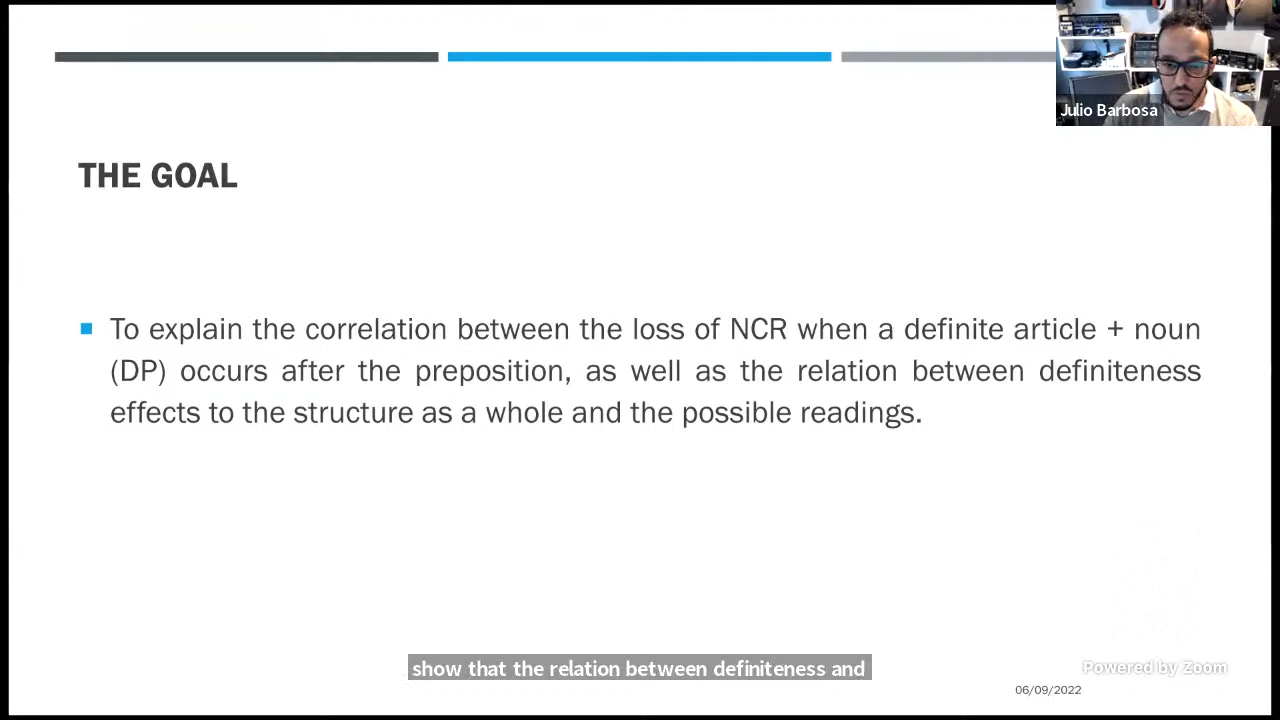 Julio Barbosa
THE GOAL
To explain the correlation between the loss of NCR when a definite article + noun
(DP) occurs after the preposition, as well as the relation between definiteness
effects to the structure as a whole and the possible readings.
show that the relation between definiteness and
Powered by Zoom
06/09/2022